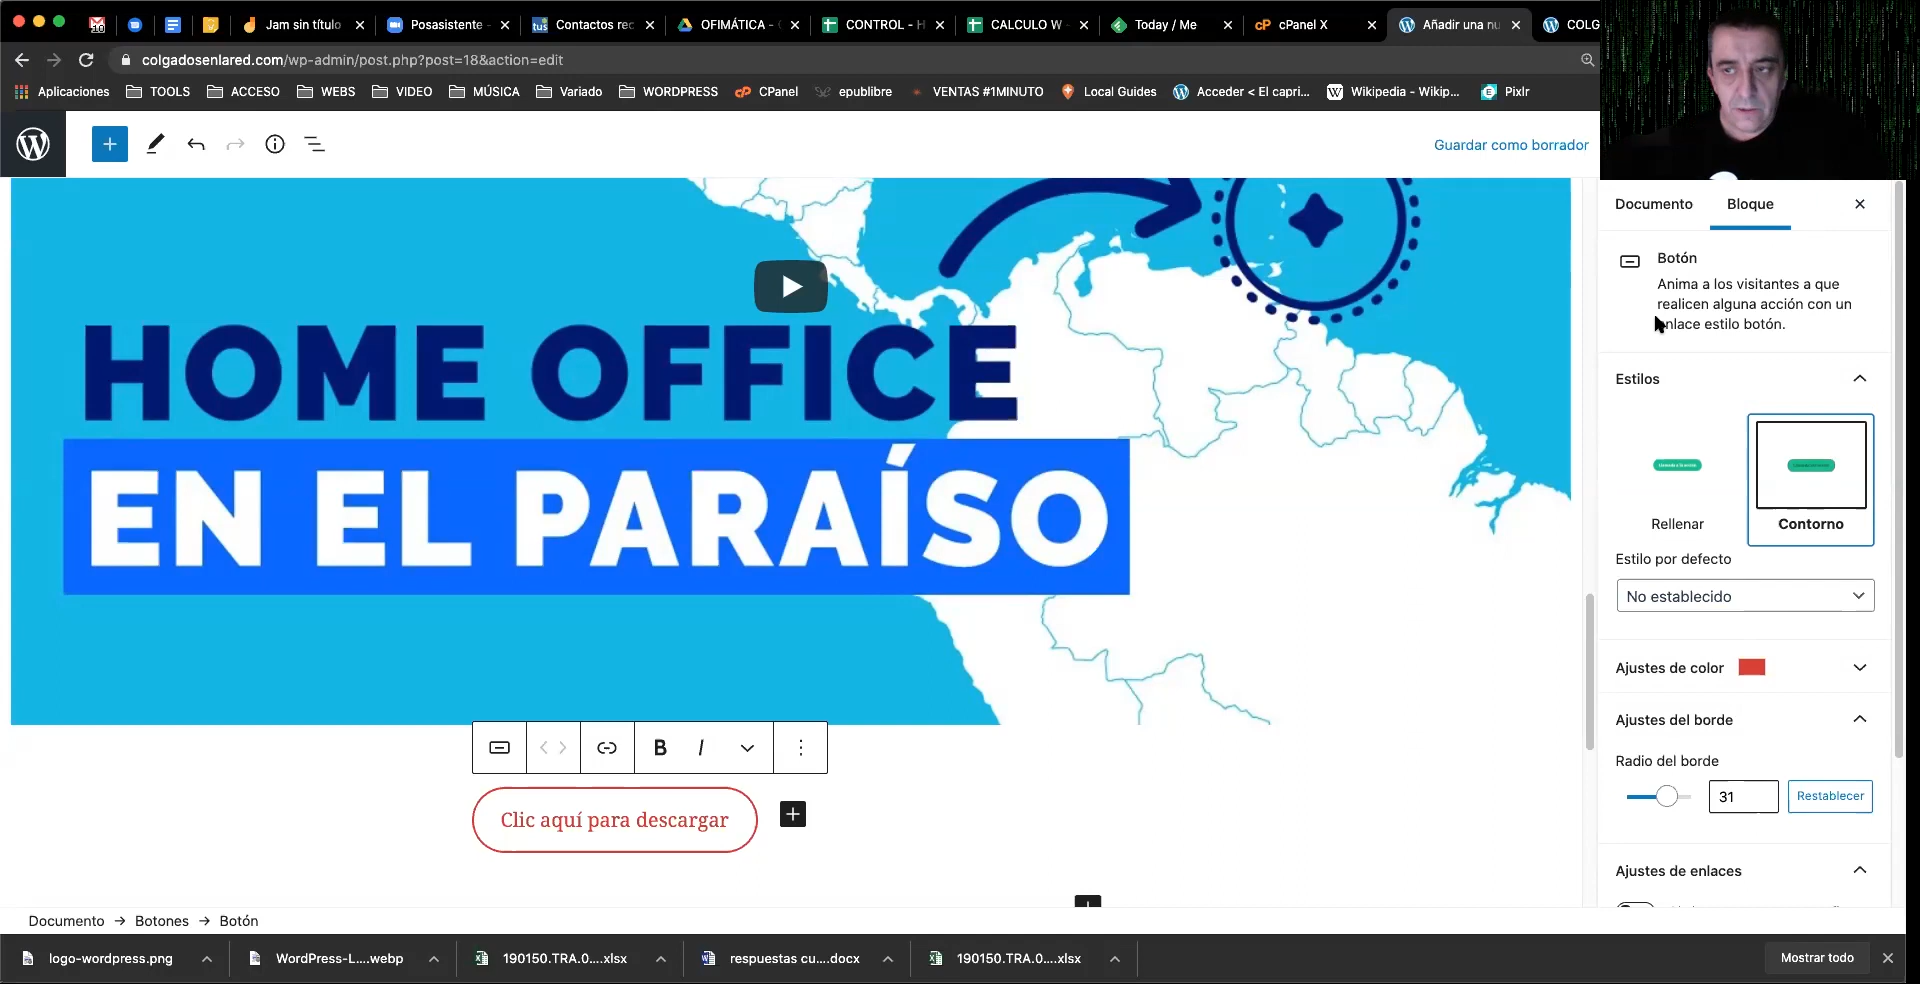 10
Jam sin título
Posasistente -
tus
Contactos rec
OFIMÁTICA -
CONTROL - H
CALCULO W -
Today / Me
cP
cPanel X
Añadir una nu
COLG
colgadosenlared.com/wp-admin/post.php?post=18&action=edit
Aplicaciones
TOOLS
ACCESO
WEBS
VIDEO
MÚSICA
Variado
WORDPRESS
cP
CPanel
epublibre
VENTAS #1MINUTO
Local Guides
Acceder < El capri...
W
Wikipedia - Wikip...
Pixlr
Guardar como borrador
Documento
Bloque
Botón
Anima a los visitantes a que
realicen alguna acción con un
enlace estilo botón.
HOME OFFICE
EN EL PARAÍSO
Estilos
Rellenar
Contorno
Estilo por defecto
No establecido
Ajustes de color
Ajustes del borde
Radio del borde
31
Restablecer
Ajustes de enlaces
B
I
Clic aquí para descargar
Documento → Botones → Botón
logo-wordpress.png
WordPress-L....webp
190150.TRA.0....xlsx
respuestas cu....docx
190150.TRA.0....xlsx
Mostrar todo